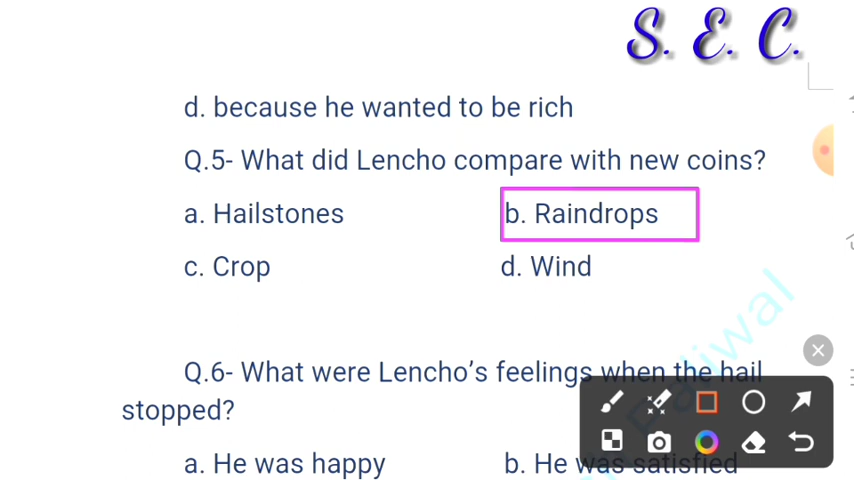 S. E. C.
d. because he wanted to be rich
Q.5- What did Lencho compare with new coins?
a. Hailstones b. Raindrops
c. Crop d. Wind
Q.6- What were Lencho's feelings when the hail
stopped?
a. He was happy b. He was satisfied